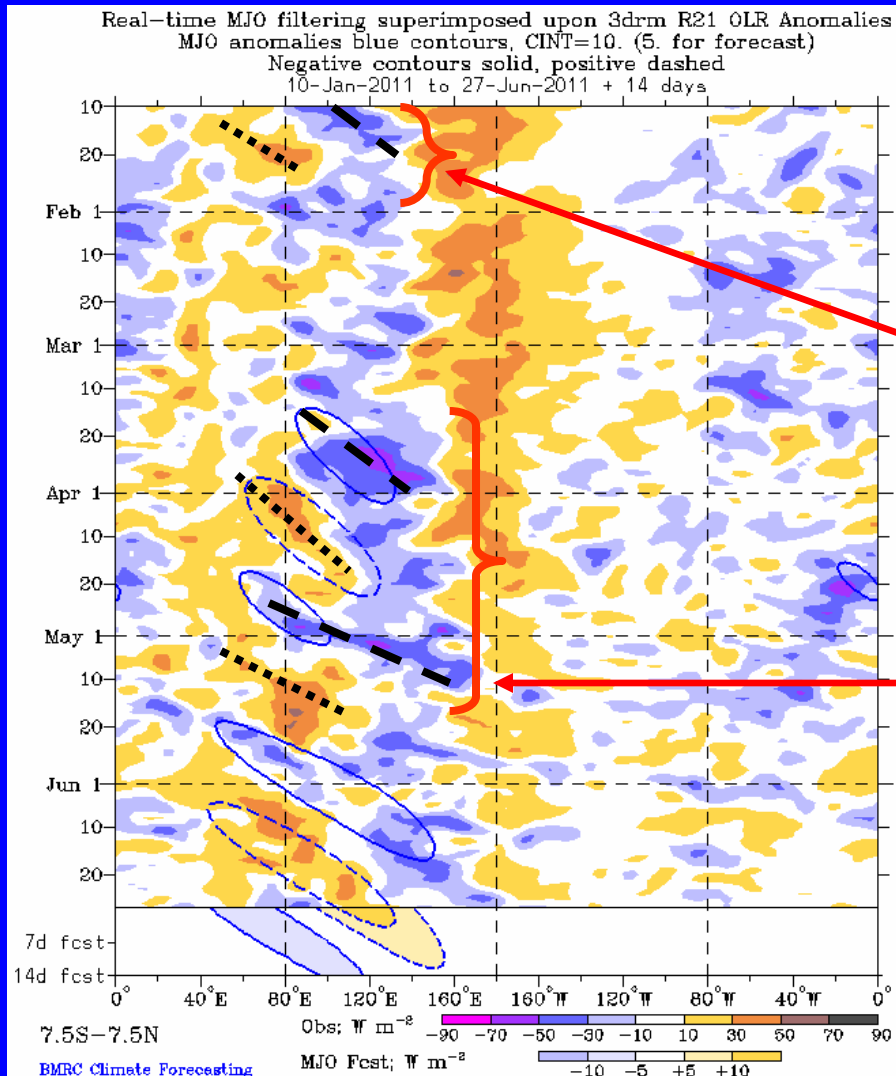 Real-time MJO filtering superimposed upon 3drm R21 OLR Anomalies
MJO anomalies blue contours, CINT=10. (5. for forecast)
Negative contours solid, positive dashed
10-Jan-2011 to 27-Jun-2011 + 14 days
10
20
Feb 1
10
20
Mar 1
10
20
Apr 1
10
20
May 1
10
20
Jun 1
10
20
7d fcst
14d fcst
0° 40°E 80°E 120°E 160°E 160°W 120°W 80°W 40°W 0°
7.5S-7.5N
Obs; W m⁻²
-90 -70 -50 -30 -10 10 30 50 70 90
BMRC Climate Forecasting
MJO Fcst; W m⁻²
-10 -5 +5 +10